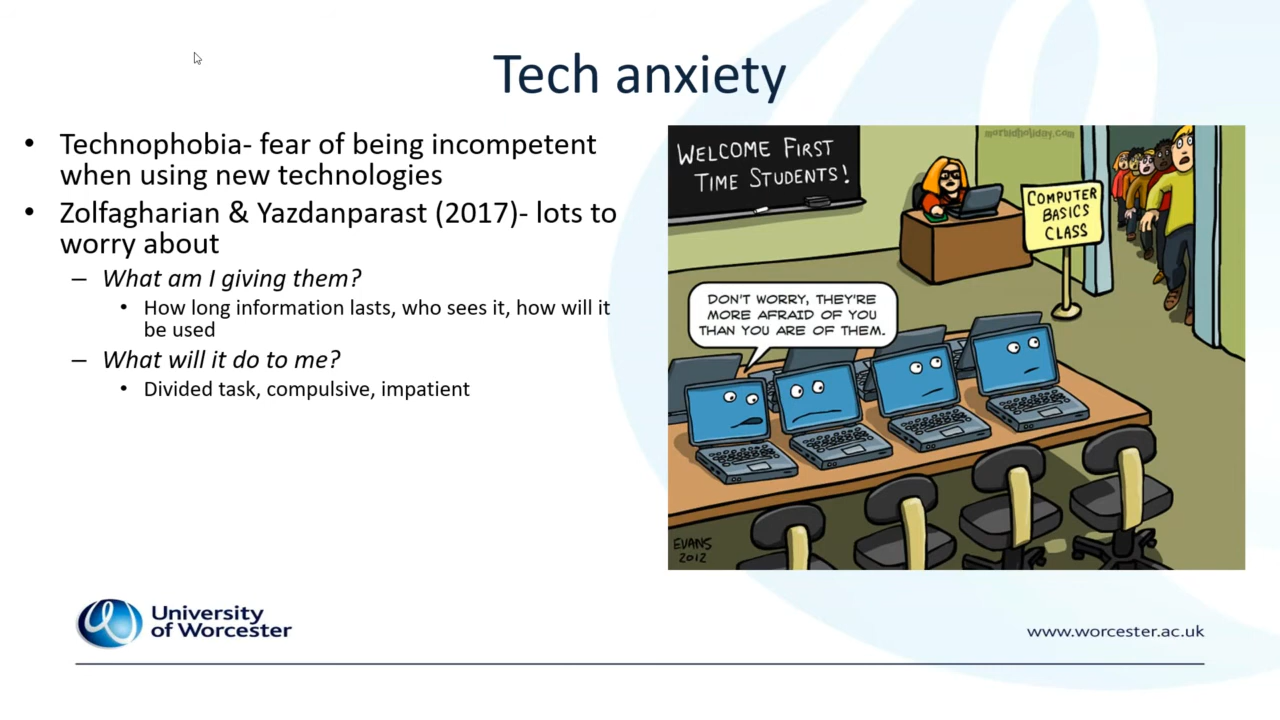 Tech anxiety
• Technophobia- fear of being incompetent
when using new technologies
• Zolfagharian & Yazdanparast (2017)- lots to
worry about
– What am I giving them?
• How long information lasts, who sees it, how will it
be used
– What will it do to me?
• Divided task, compulsive, impatient
morbidholiday.com
WELCOME FIRST
TIME STUDENTS!
COMPUTER
BASICS
CLASS
DON'T WORRY, THEY'RE
MORE AFRAID OF YOU
THAN YOU ARE OF THEM.
EVANS
2012
University
of Worcester
www.worcester.ac.uk